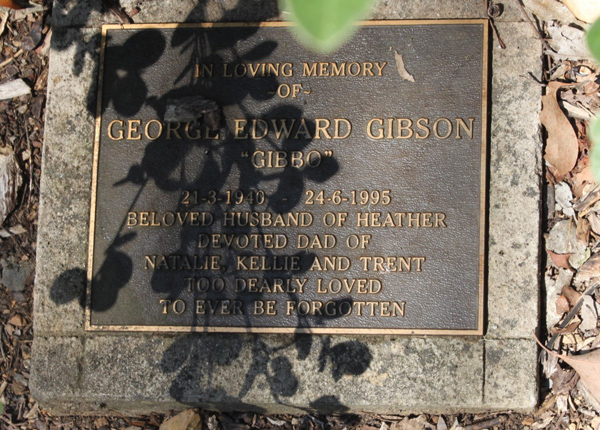 IN LOVING MEMORY
-OF-
GEORGE EDWARD GIBSON
"GIBBO"
21-3-1940 - 24-6-1995
BELOVED HUSBAND OF HEATHER
DEVOTED DAD OF
NATALIE, KELLIE AND TRENT
TOO DEARLY LOVED
TO EVER BE FORGOTTEN